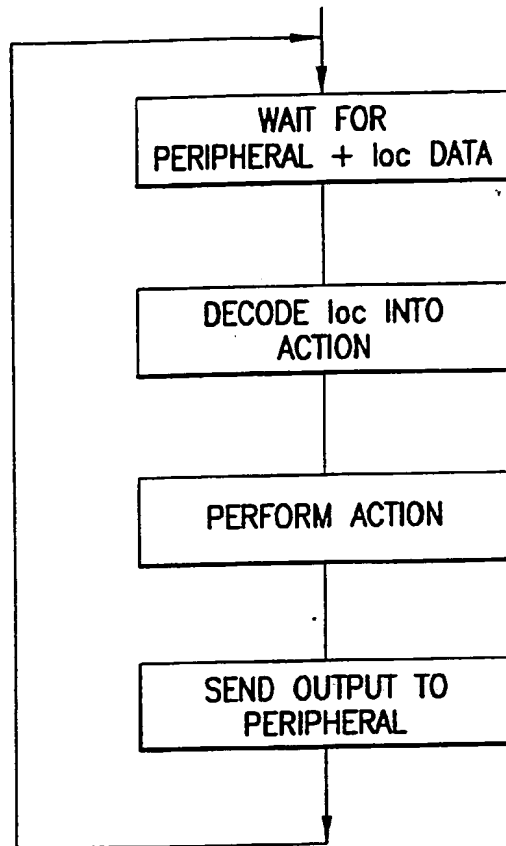 WAIT FOR
PERIPHERAL + loc DATA
DECODE loc INTO
ACTION
PERFORM ACTION
SEND OUTPUT TO
PERIPHERAL